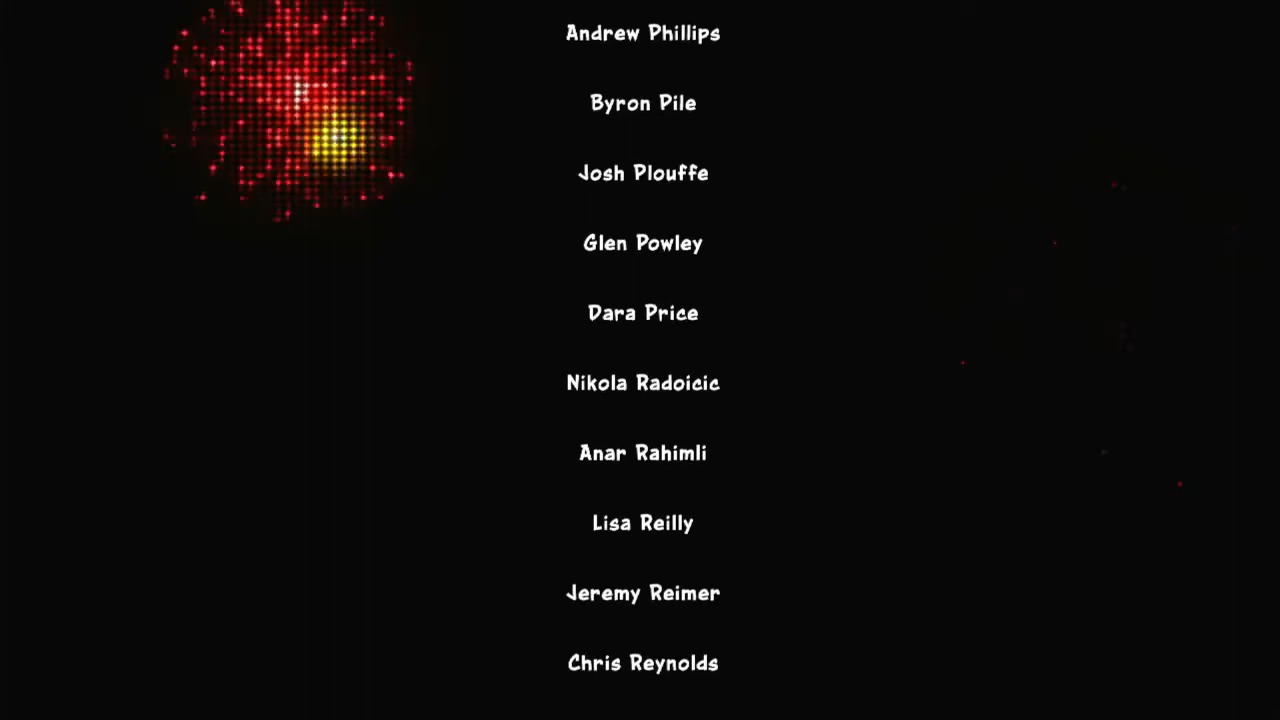 Andrew Phillips
Byron Pile
Josh Plouffe
Glen Powley
Dara Price
Nikola Radoicic
Anar Rahimli
Lisa Reilly
Jeremy Reimer
Chris Reynolds